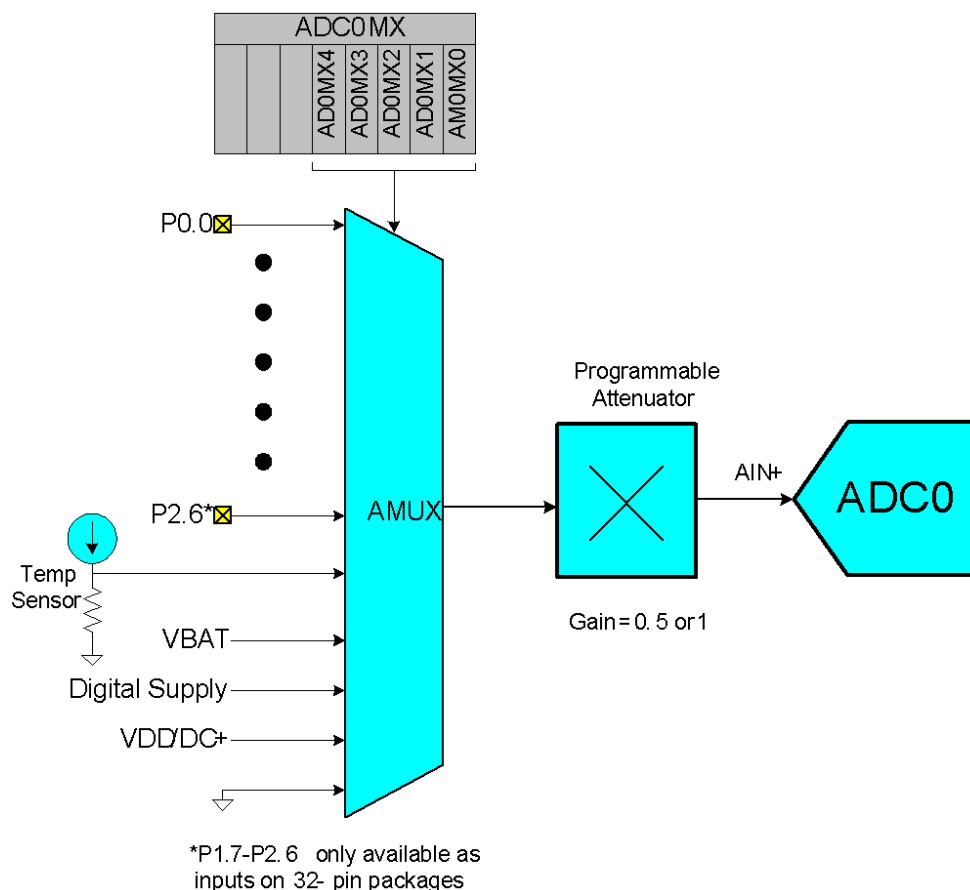 ADC0MX
AD0MX4
AD0MX3
AD0MX2
AD0MX1
AM0MX0
P0.0
P2.6*
AMUX
Temp
Sensor
VBAT
Digital Supply
VDD/DC+
Programmable
Attenuator
Gain = 0. 5 or 1
AIN+
ADC0
*P1.7-P2. 6 only available as
inputs on 32- pin packages